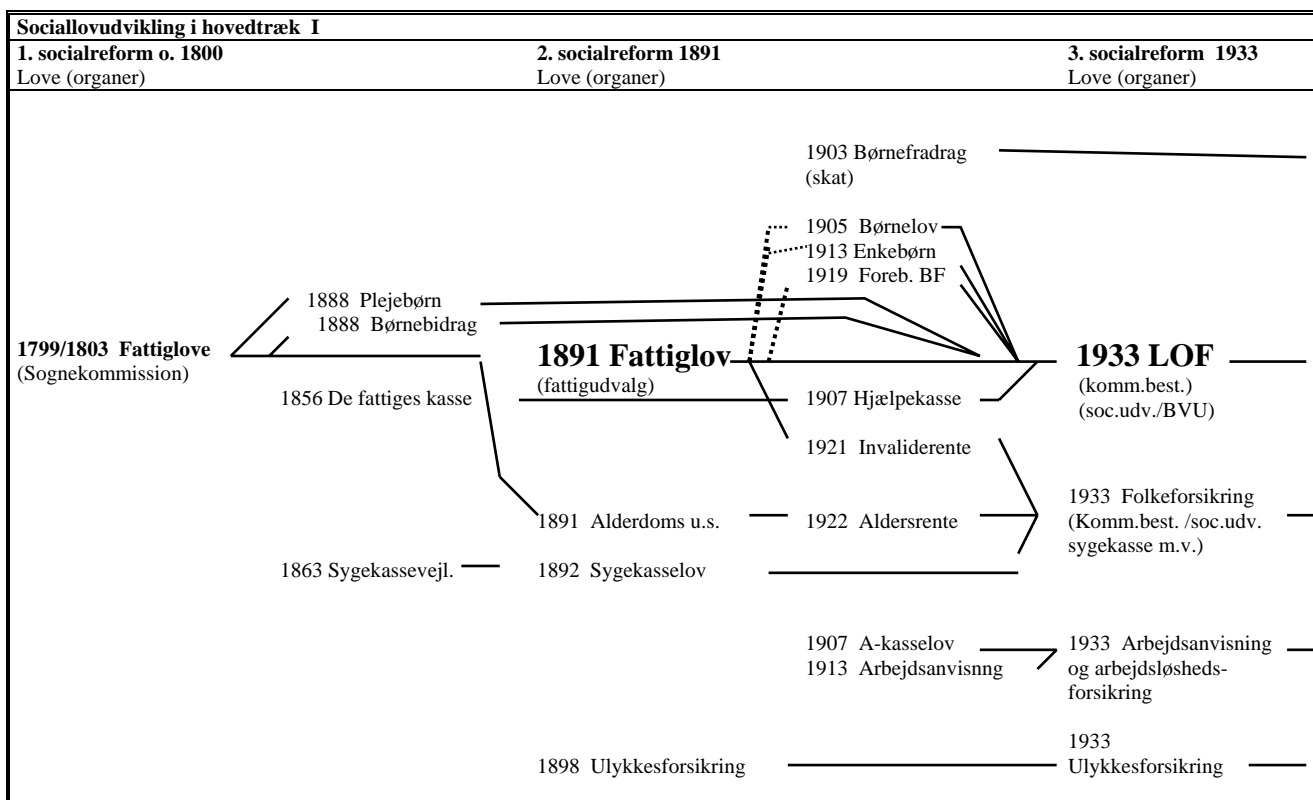 Sociallovudvikling i hovedtræk I
1. socialreform o. 1800
Love (organer)
2. socialreform 1891
Love (organer)
3. socialreform 1933
Love (organer)
1903 Børnefradrag
(skat)
1905 Børnelov
1913 Enkebørn
1919 Foreb. BF
1888 Plejebørn
1888 Børnebidrag
1799/1803 Fattiglove
(Sognekommission)
1891 Fattiglov
(fattigudvalg)
1933 LOF
(komm.best.)
(soc.udv./BVU)
1856 De fattiges kasse
1907 Hjælpekasse
1921 Invaliderente
1891 Alderdoms u.s.
1922 Aldersrente
1933 Folkeforsikring
(Komm.best. /soc.udv.
sygekasse m.v.)
1863 Sygekassevejl.
1892 Sygekasselov
1907 A-kasselov
1913 Arbejdsanvisnng
1933 Arbejdsanvisning
og arbejdsløsheds-
forsikring
1898 Ulykkesforsikring
1933
Ulykkesforsikring